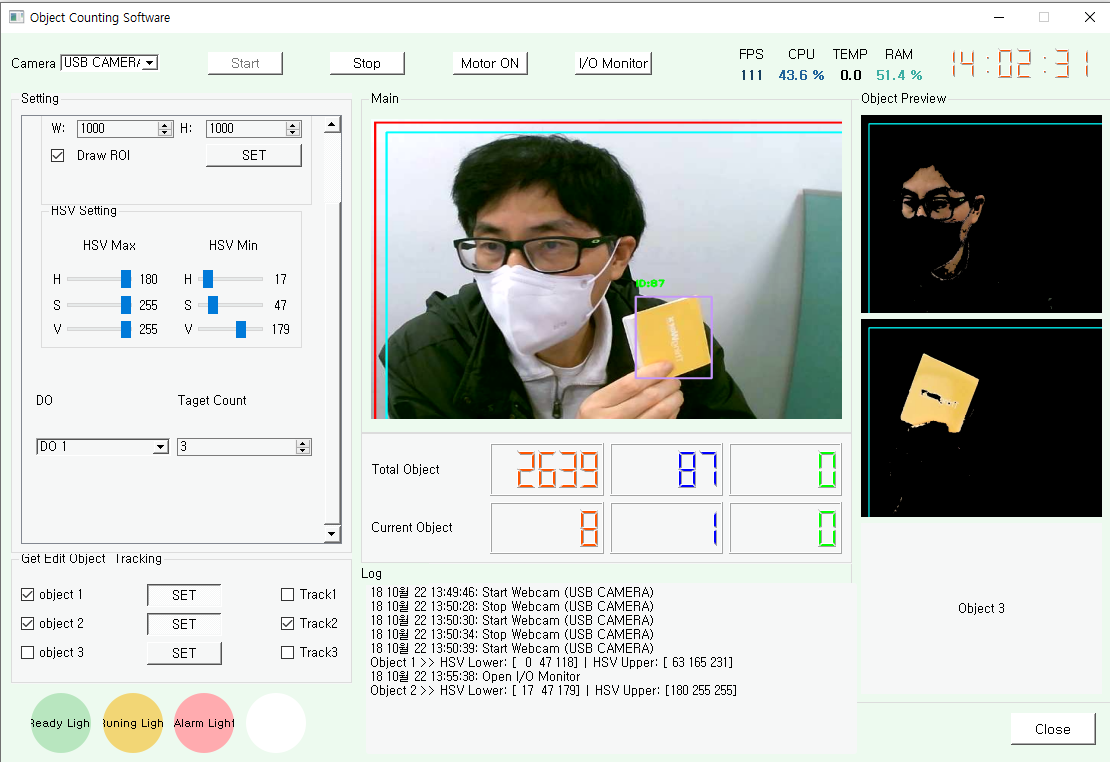 Object Counting Software
Camera USB CAMERA Start Stop Motor ON I/O Monitor
FPS CPU TEMP RAM
111 43.6 % 0.0 51.4 %
14:02:31
Setting
W: 1000 H: 1000
Draw ROI SET
HSV Setting
HSV Max HSV Min
H 180 H 17
S 255 S 47
V 255 V 179
DO Taget Count
DO 1 3
Get Edit Object Tracking
object 1 SET Track1
object 2 SET Track2
object 3 SET Track3
Ready Ligh Runing Ligh Alarm Light
Main
ID:87
Total Object 2639 87 0
Current Object 8 1 0
Log
18 10월 22 13:49:46: Start Webcam (USB CAMERA)
18 10월 22 13:50:28: Stop Webcam (USB CAMERA)
18 10월 22 13:50:30: Start Webcam (USB CAMERA)
18 10월 22 13:50:34: Stop Webcam (USB CAMERA)
18 10월 22 13:50:39: Start Webcam (USB CAMERA)
Object 1 >> HSV Lower: [ 0 47 118] | HSV Upper: [ 63 165 231]
18 10월 22 13:55:38: Open I/O Monitor
Object 2 >> HSV Lower: [ 17 47 179] | HSV Upper: [180 255 255]
Object Preview
Object 3
Close